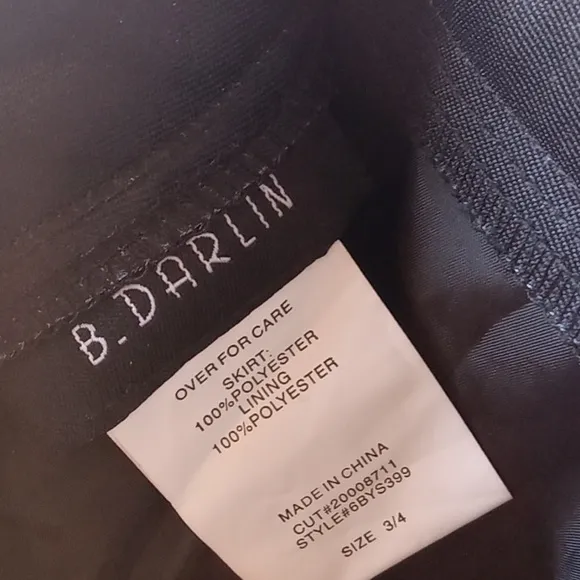 B. DARLIN
OVER FOR CARE
SKIRT:
100%POLYESTER
LINING
100%POLYESTER
MADE IN CHINA
CUT#20008711
STYLE#6BYS399
SIZE 3/4